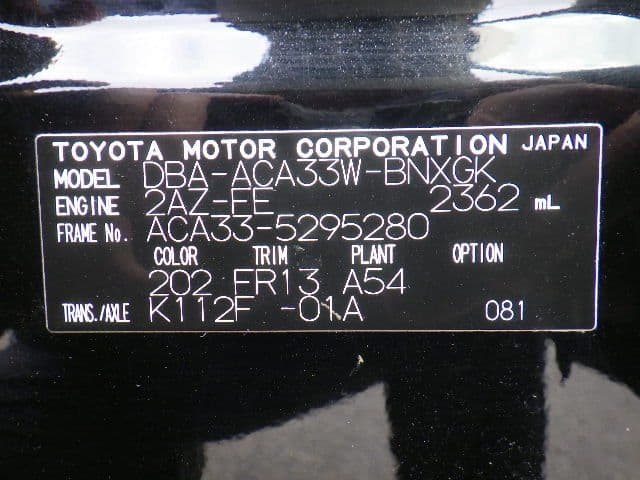 TOYOTA MOTOR CORPORATION JAPAN
MODEL DBA-ACA33W-BNXGK
ENGINE 2AZ-FE 2362 mL
FRAME No. ACA33-5295280
COLOR TRIM PLANT OPTION
202 FR13 A54
TRANS./AXLE K112F -01A 081